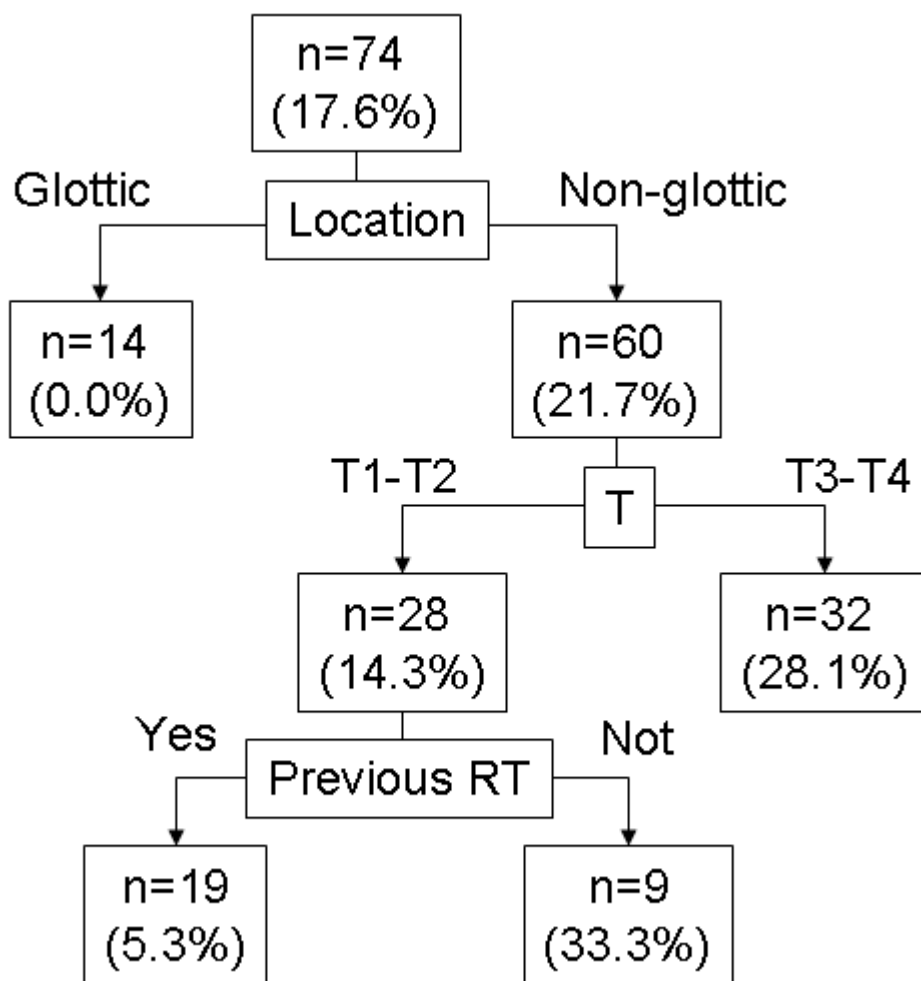 n=74
(17.6%)
Glottic
Non-glottic
Location
n=14
(0.0%)
n=60
(21.7%)
T1-T2
T3-T4
T
n=28
(14.3%)
n=32
(28.1%)
Yes
Not
Previous RT
n=19
(5.3%)
n=9
(33.3%)